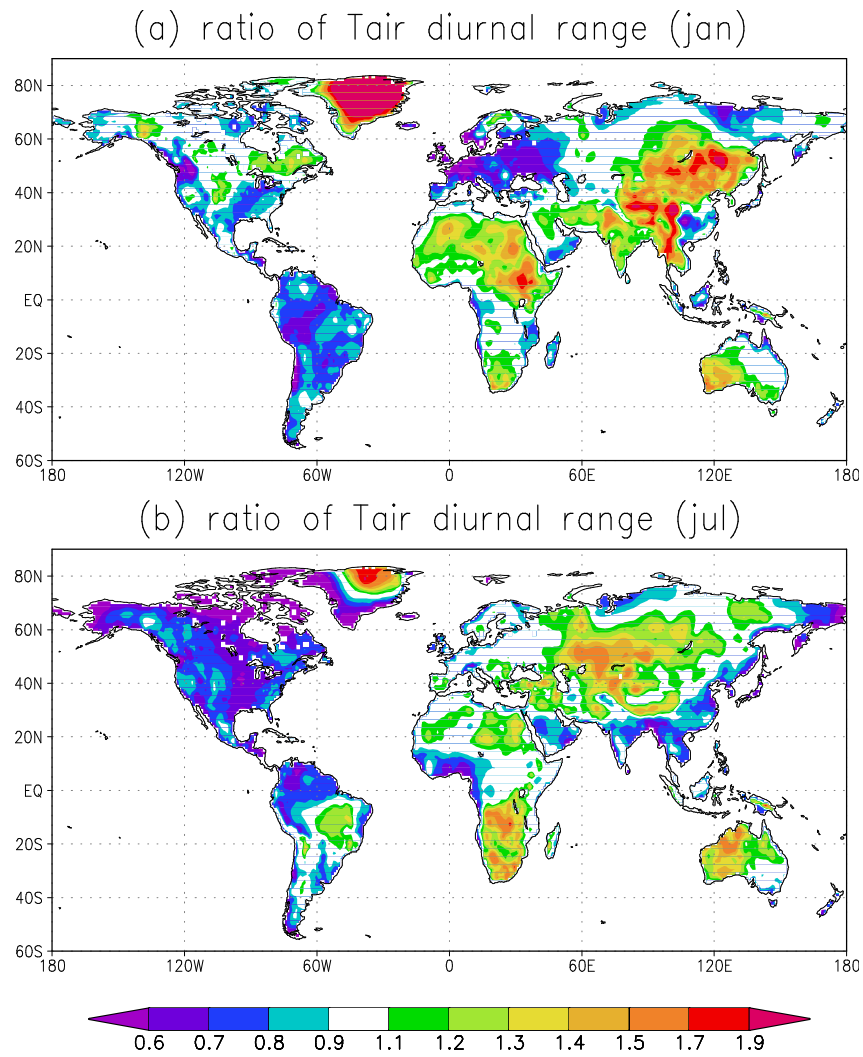 (a) ratio of Tair diurnal range (jan)
80N
60N
40N
20N
EQ
20S
40S
60S
180 120W 60W 0 60E 120E 180
(b) ratio of Tair diurnal range (jul)
80N
60N
40N
20N
EQ
20S
40S
60S
180 120W 60W 0 60E 120E 180
0.6 0.7 0.8 0.9 1.1 1.2 1.3 1.4 1.5 1.7 1.9